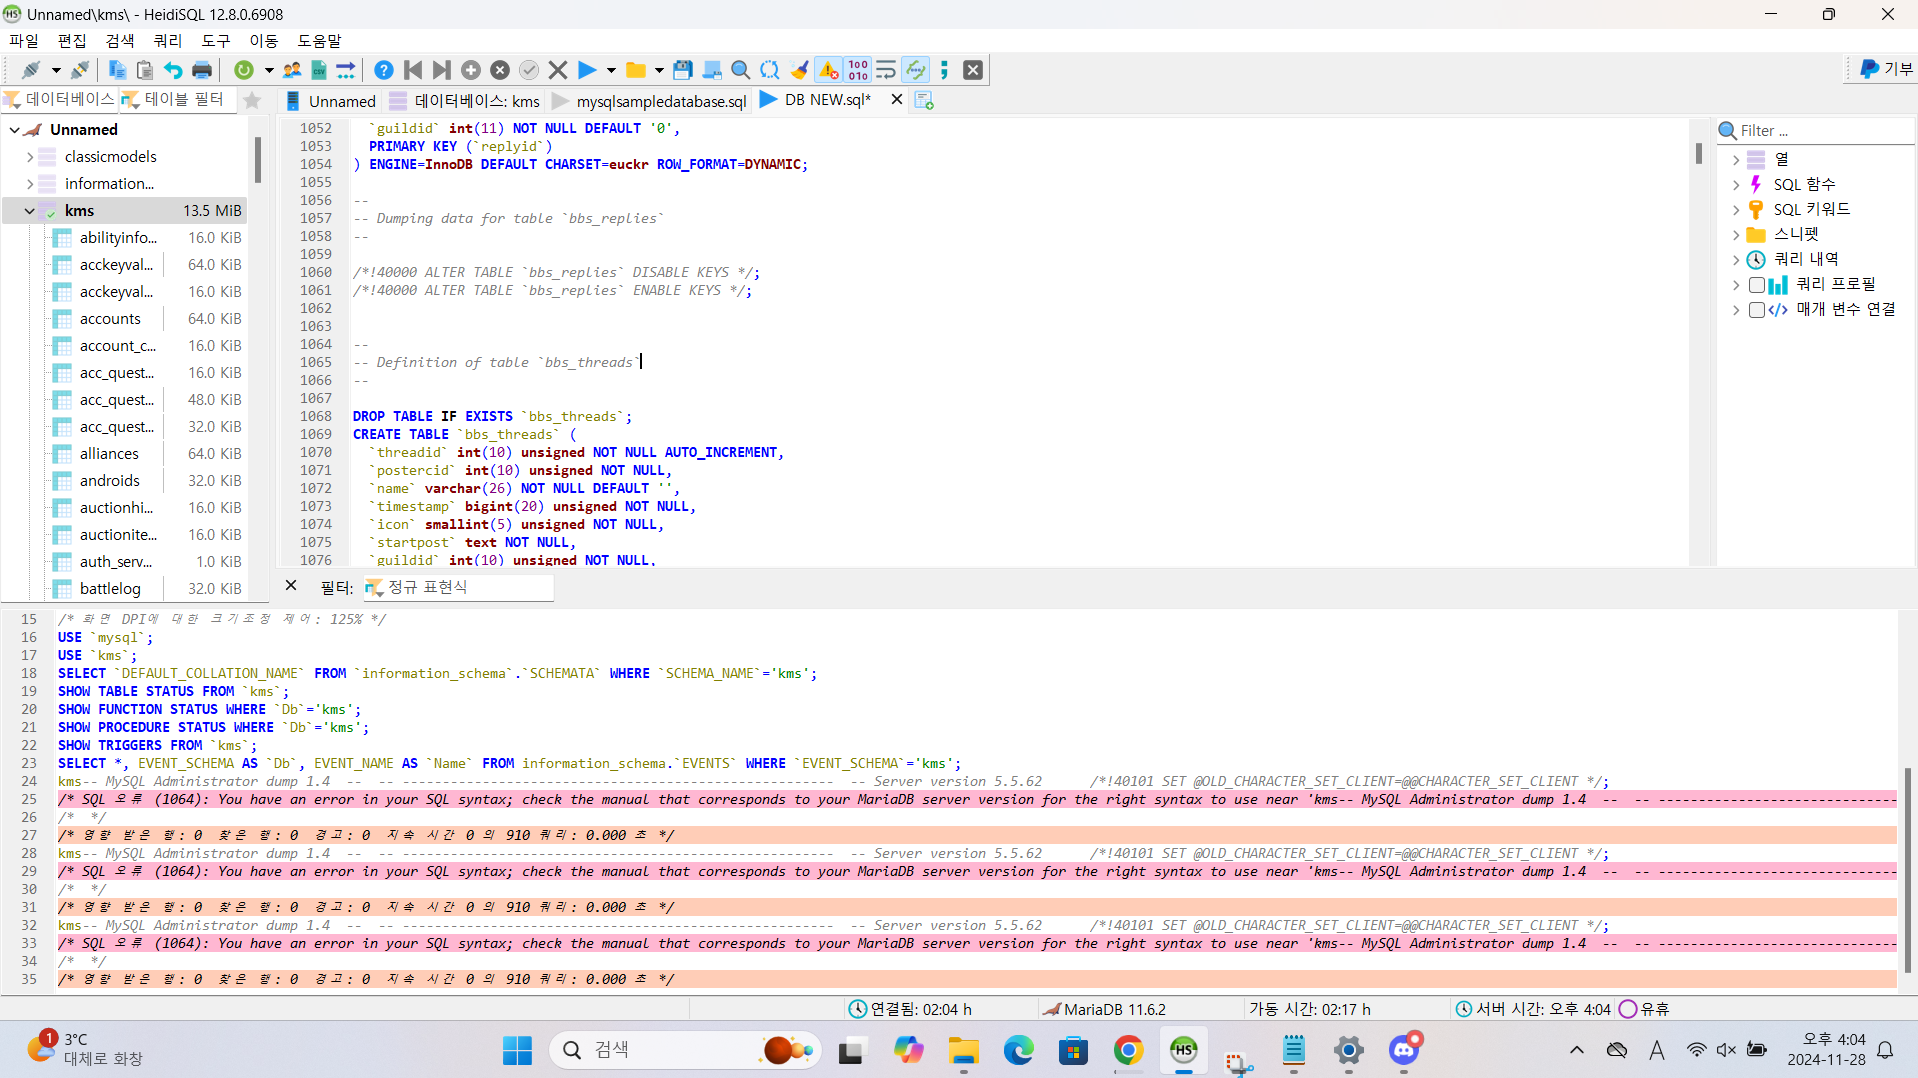 Unnamed\kms\ - HeidiSQL 12.8.0.6908
파일 편집 검색 쿼리 도구 이동 도움말
기부
데이터베이스 테이블 필터
Unnamed 데이터베이스: kms mysqlsampledatabase.sql DB NEW.sql*
Unnamed
classicmodels
information...
kms 13.5 MiB
abilityinfo... 16.0 KiB
acckeyval... 64.0 KiB
acckeyval... 16.0 KiB
accounts 64.0 KiB
account_c... 16.0 KiB
acc_quest... 16.0 KiB
acc_quest... 48.0 KiB
acc_quest... 32.0 KiB
alliances 64.0 KiB
androids 32.0 KiB
auctionhi... 16.0 KiB
auctionite... 16.0 KiB
auth_serv... 1.0 KiB
battlelog 32.0 KiB
1052 `guildid` int(11) NOT NULL DEFAULT '0',
1053 PRIMARY KEY (`replyid`)
1054 ) ENGINE=InnoDB DEFAULT CHARSET=euckr ROW_FORMAT=DYNAMIC;
1055
1056 --
1057 -- Dumping data for table `bbs_replies`
1058 --
1059
1060 /*!40000 ALTER TABLE `bbs_replies` DISABLE KEYS */;
1061 /*!40000 ALTER TABLE `bbs_replies` ENABLE KEYS */;
1062
1063
1064 --
1065 -- Definition of table `bbs_threads`
1066 --
1067
1068 DROP TABLE IF EXISTS `bbs_threads`;
1069 CREATE TABLE `bbs_threads` (
1070 `threadid` int(10) unsigned NOT NULL AUTO_INCREMENT,
1071 `postercid` int(10) unsigned NOT NULL,
1072 `name` varchar(26) NOT NULL DEFAULT '',
1073 `timestamp` bigint(20) unsigned NOT NULL,
1074 `icon` smallint(5) unsigned NOT NULL,
1075 `startpost` text NOT NULL,
1076 `guildid` int(10) unsigned NOT NULL,
Filter ...
열
SQL 함수
SQL 키워드
스니펫
쿼리 내역
쿼리 프로필
매개 변수 연결
필터: 정규 표현식
15 /* 화면 DPI에 대한 크기조정 제어: 125% */
16 USE `mysql`;
17 USE `kms`;
18 SELECT `DEFAULT_COLLATION_NAME` FROM `information_schema`.`SCHEMATA` WHERE `SCHEMA_NAME`='kms';
19 SHOW TABLE STATUS FROM `kms`;
20 SHOW FUNCTION STATUS WHERE `Db`='kms';
21 SHOW PROCEDURE STATUS WHERE `Db`='kms';
22 SHOW TRIGGERS FROM `kms`;
23 SELECT *, EVENT_SCHEMA AS `Db`, EVENT_NAME AS `Name` FROM information_schema.`EVENTS` WHERE `EVENT_SCHEMA`='kms';
24 kms-- MySQL Administrator dump 1.4 -- -- ------------------------------------------------------ -- Server version 5.5.62 /*!40101 SET @OLD_CHARACTER_SET_CLIENT=@@CHARACTER_SET_CLIENT */;
25 /* SQL 오류 (1064): You have an error in your SQL syntax; check the manual that corresponds to your MariaDB server version for the right syntax to use near 'kms-- MySQL Administrator dump 1.4 -- -- ------------------------------
26 /* */
27 /* 영향 받은 행: 0 찾은 행: 0 경고: 0 지속 시간 0 의 910 쿼리: 0.000 초 */
28 kms-- MySQL Administrator dump 1.4 -- -- ------------------------------------------------------ -- Server version 5.5.62 /*!40101 SET @OLD_CHARACTER_SET_CLIENT=@@CHARACTER_SET_CLIENT */;
29 /* SQL 오류 (1064): You have an error in your SQL syntax; check the manual that corresponds to your MariaDB server version for the right syntax to use near 'kms-- MySQL Administrator dump 1.4 -- -- ------------------------------
30 /* */
31 /* 영향 받은 행: 0 찾은 행: 0 경고: 0 지속 시간 0 의 910 쿼리: 0.000 초 */
32 kms-- MySQL Administrator dump 1.4 -- -- ------------------------------------------------------ -- Server version 5.5.62 /*!40101 SET @OLD_CHARACTER_SET_CLIENT=@@CHARACTER_SET_CLIENT */;
33 /* SQL 오류 (1064): You have an error in your SQL syntax; check the manual that corresponds to your MariaDB server version for the right syntax to use near 'kms-- MySQL Administrator dump 1.4 -- -- ------------------------------
34 /* */
35 /* 영향 받은 행: 0 찾은 행: 0 경고: 0 지속 시간 0 의 910 쿼리: 0.000 초 */
연결됨: 02:04 h MariaDB 11.6.2 가동 시간: 02:17 h 서버 시간: 오후 4:04 유휴
1 3°C
대체로 화창
검색
HS
A
오후 4:04
2024-11-28